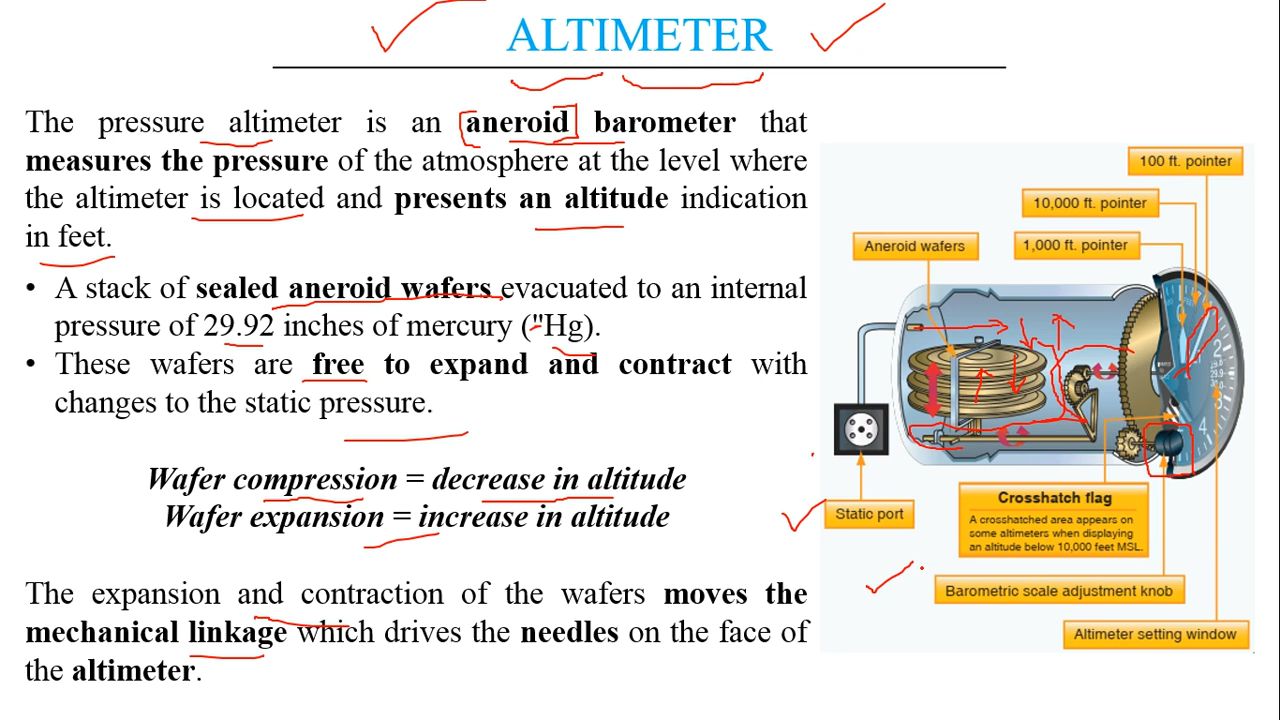 ALTIMETER
The pressure altimeter is an aneroid barometer that
measures the pressure of the atmosphere at the level where
the altimeter is located and presents an altitude indication
in feet.
• A stack of sealed aneroid wafers evacuated to an internal
pressure of 29.92 inches of mercury ("Hg).
• These wafers are free to expand and contract with
changes to the static pressure.
Wafer compression = decrease in altitude
Wafer expansion = increase in altitude
The expansion and contraction of the wafers moves the
mechanical linkage which drives the needles on the face of
the altimeter.
100 ft. pointer
10,000 ft. pointer
1,000 ft. pointer
Aneroid wafers
2
29.9
3
4
Static port
Crosshatch flag
A crosshatched area appears on
some altimeters when displaying
an altitude below 10,000 feet MSL.
Barometric scale adjustment knob
Altimeter setting window